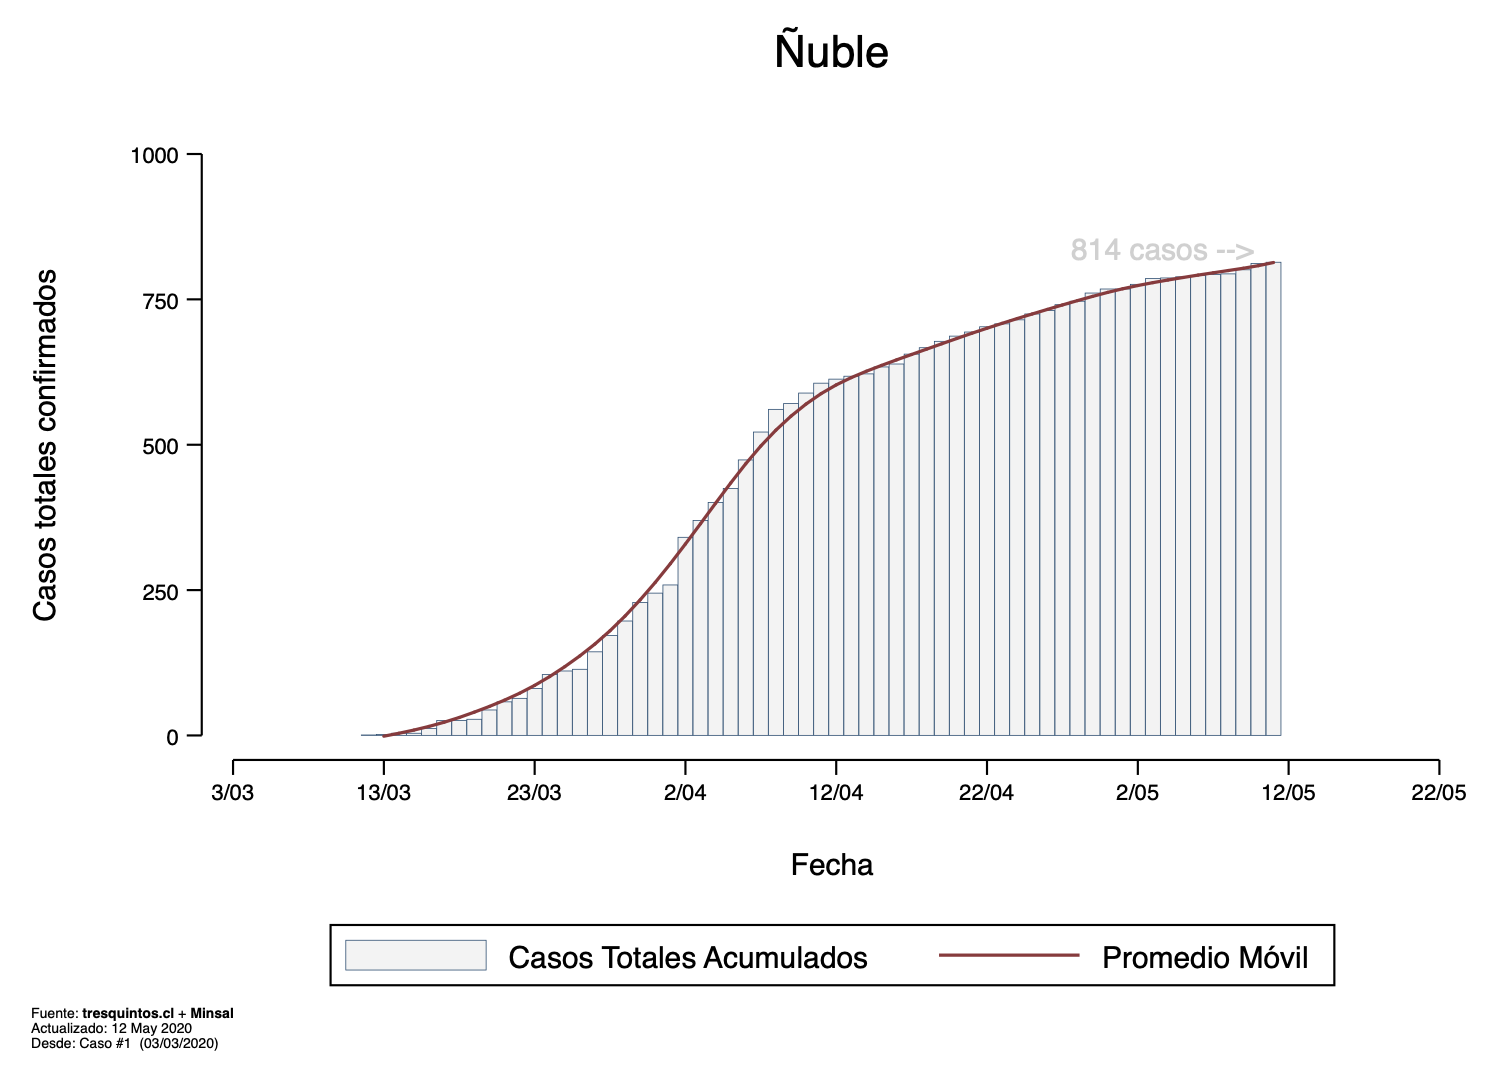 Ñuble
Casos totales confirmados
1000
750
500
250
0
814 casos -->
3/03 13/03 23/03 2/04 12/04 22/04 2/05 12/05 22/05
Fecha
Casos Totales Acumulados Promedio Móvil
Fuente: tresquintos.cl + Minsal
Actualizado: 12 May 2020
Desde: Caso #1 (03/03/2020)